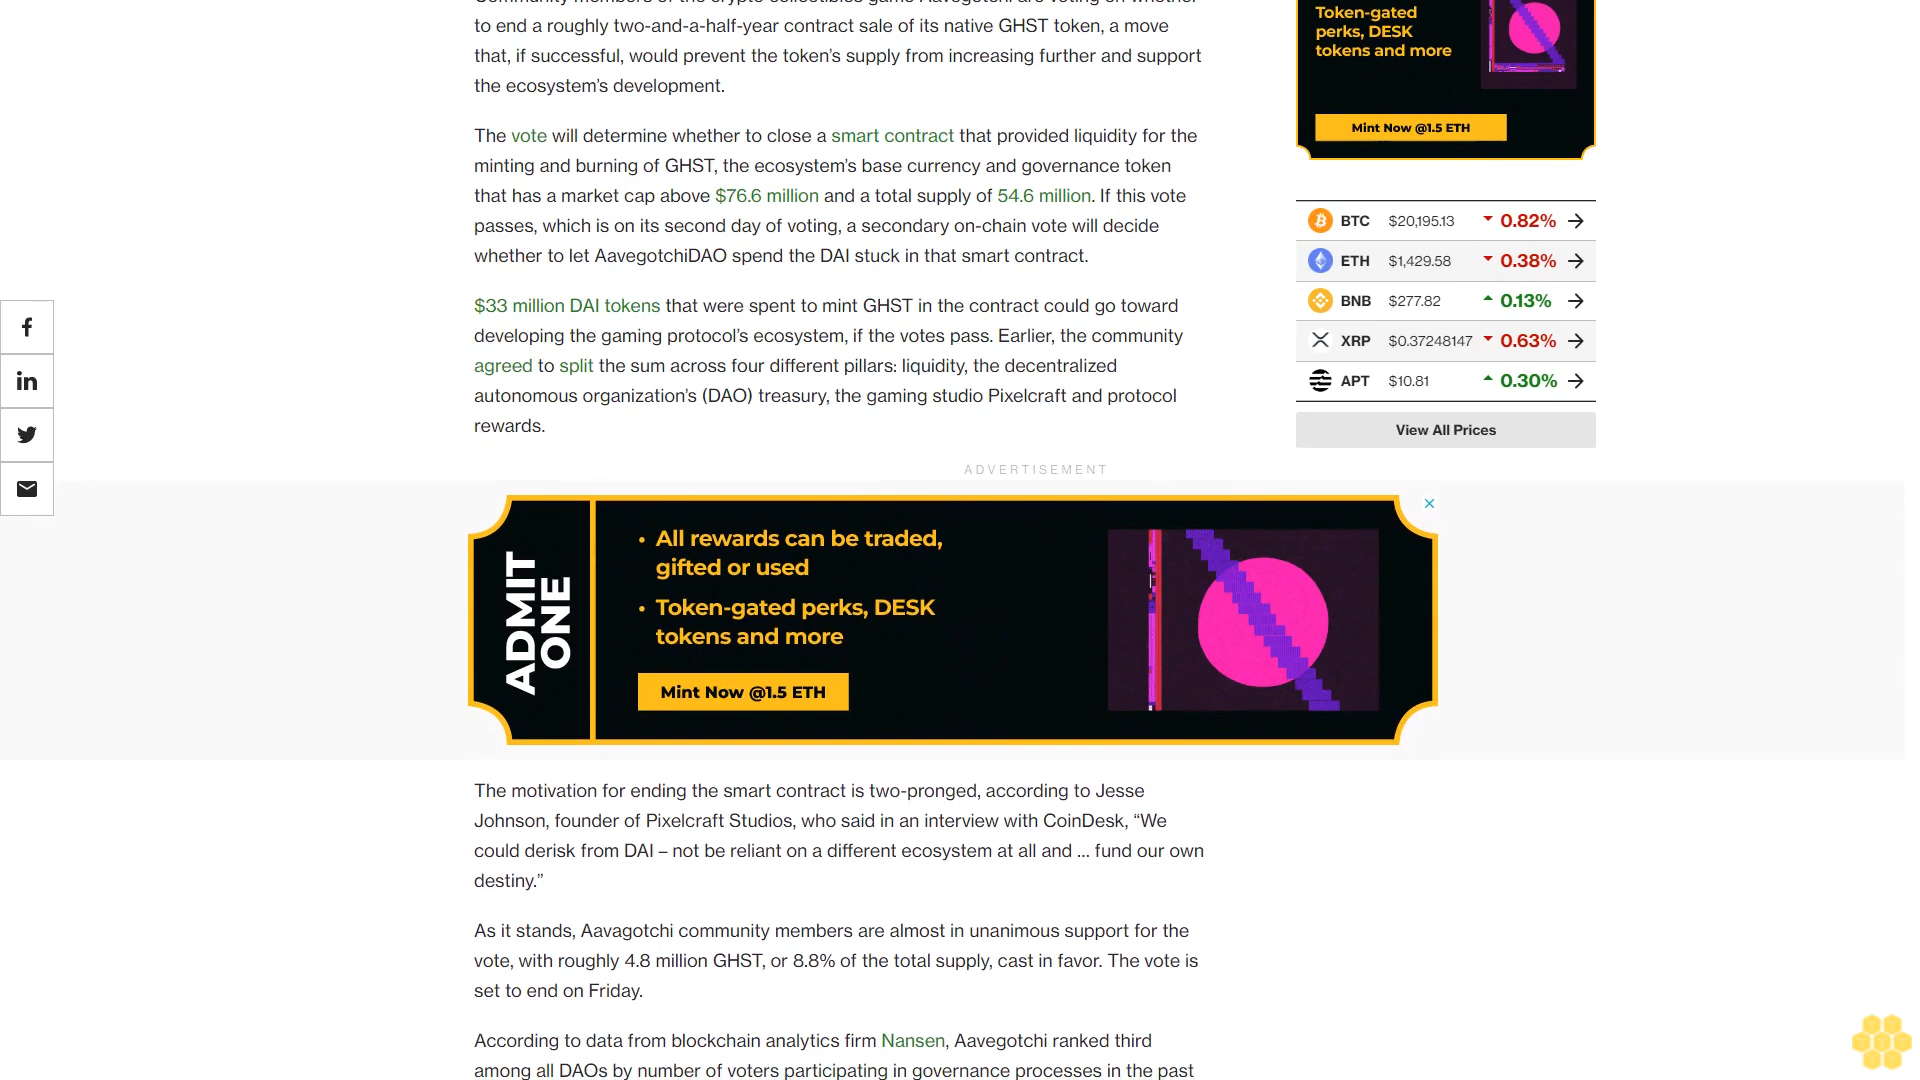 to end a roughly two-and-a-half-year contract sale of its native GHST token, a move
that, if successful, would prevent the token’s supply from increasing further and support
the ecosystem’s development.
The vote will determine whether to close a smart contract that provided liquidity for the
minting and burning of GHST, the ecosystem’s base currency and governance token
that has a market cap above $76.6 million and a total supply of 54.6 million. If this vote
passes, which is on its second day of voting, a secondary on-chain vote will decide
whether to let AavegotchiDAO spend the DAI stuck in that smart contract.
$33 million DAI tokens that were spent to mint GHST in the contract could go toward
developing the gaming protocol’s ecosystem, if the votes pass. Earlier, the community
agreed to split the sum across four different pillars: liquidity, the decentralized
autonomous organization’s (DAO) treasury, the gaming studio Pixelcraft and protocol
rewards.
Token-gated
perks, DESK
tokens and more
Mint Now @1.5 ETH
BTC $20,195.13 0.82%
ETH $1,429.58 0.38%
BNB $277.82 0.13%
XRP $0.37248147 0.63%
APT $10.81 0.30%
View All Prices
ADVERTISEMENT
ADMIT
ONE
• All rewards can be traded,
gifted or used
• Token-gated perks, DESK
tokens and more
Mint Now @1.5 ETH
The motivation for ending the smart contract is two-pronged, according to Jesse
Johnson, founder of Pixelcraft Studios, who said in an interview with CoinDesk, “We
could derisk from DAI – not be reliant on a different ecosystem at all and ... fund our own
destiny.”
As it stands, Aavagotchi community members are almost in unanimous support for the
vote, with roughly 4.8 million GHST, or 8.8% of the total supply, cast in favor. The vote is
set to end on Friday.
According to data from blockchain analytics firm Nansen, Aavegotchi ranked third
among all DAOs by number of voters participating in governance processes in the past